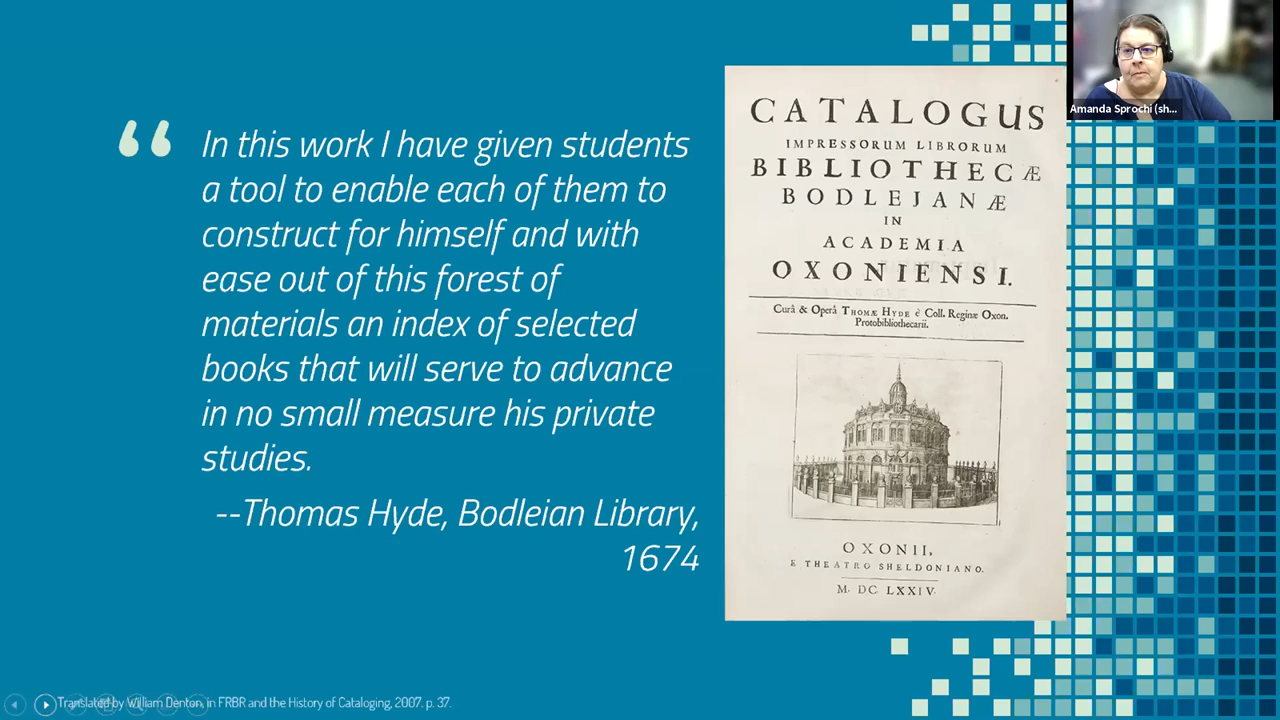 “ In this work I have given students
a tool to enable each of them to
construct for himself and with
ease out of this forest of
materials an index of selected
books that will serve to advance
in no small measure his private
studies.
--Thomas Hyde, Bodleian Library,
1674
CATALOGUS
IMPRESSORUM LIBRORUM
BIBLIOTHECÆ
BODLEJANÆ
IN
ACADEMIA
OXONIENSI.
Curâ & Operâ THOMÆ HYDE è Coll. Reginæ Oxon.
Protobibliothecarii.
OXONII,
E THEATRO SHELDONIANO.
M. DC LXXIV.
Amanda Sprochi (sh...
Translated by William Denton, in FRBR and the History of Cataloging, 2007. p. 37.